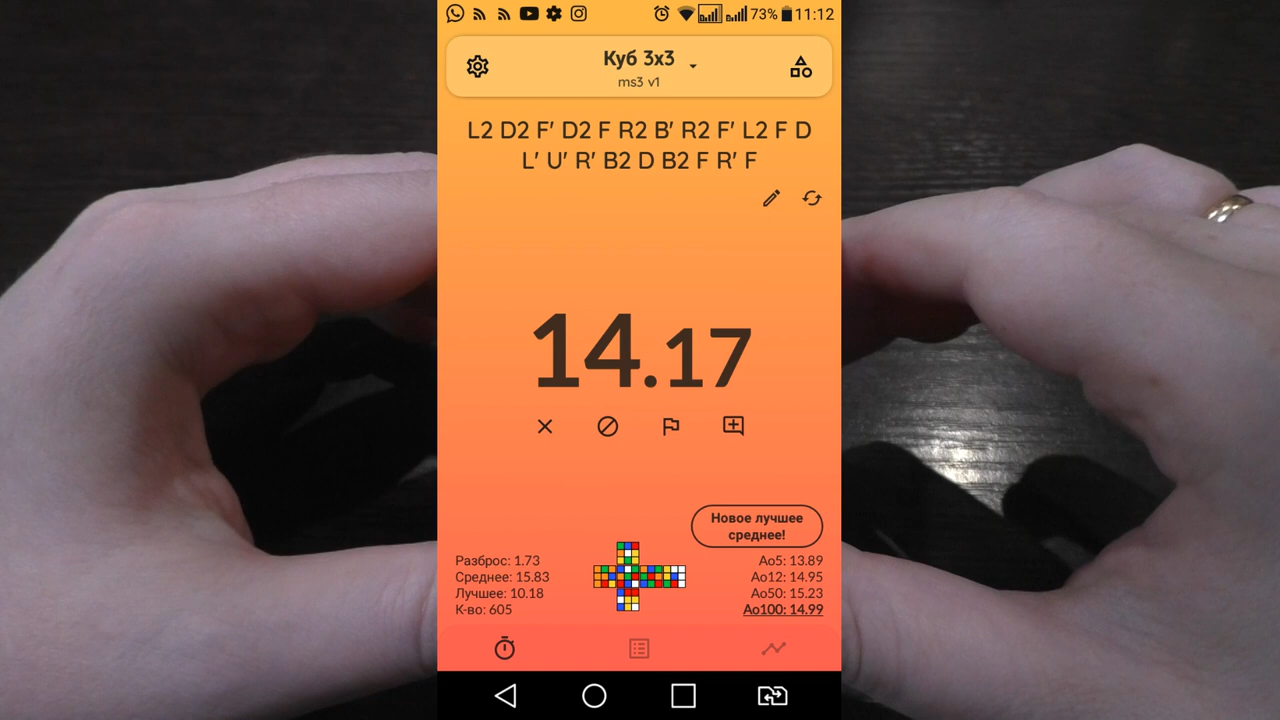 73% 11:12
Куб 3x3
ms3 v1
L2 D2 F' D2 F R2 B' R2 F' L2 F D
L' U' R' B2 D B2 F R' F
14.17
Новое лучшее
среднее!
Разброс: 1.73
Среднее: 15.83
Лучшее: 10.18
К-во: 605
Ao5: 13.89
Ao12: 14.95
Ao50: 15.23
Ao100: 14.99